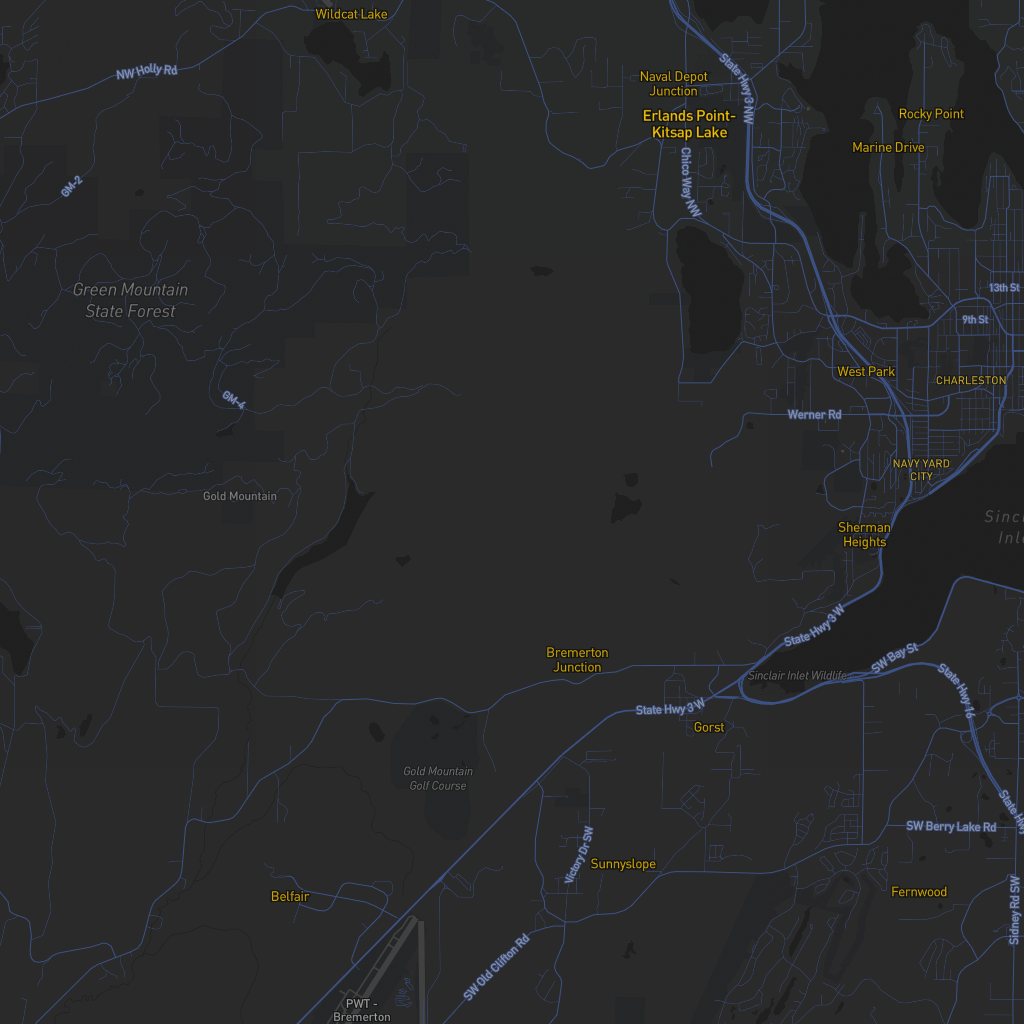 Wildcat Lake
NW Holly Rd
State Hwy 3 NW
Naval Depot
Junction
Erlands Point-
Kitsap Lake
Rocky Point
Marine Drive
Chico Way NW
GM-2
Green Mountain
State Forest
13th St
9th St
West Park
CHARLESTON
GM-4
Werner Rd
NAVY YARD
CITY
Gold Mountain
Sherman
Heights
State Hwy 3 W
Bremerton
Junction
SW Bay St
Sinclair Inlet Wildlife
State Hwy 16
State Hwy 3 W
Gorst
Gold Mountain
Golf Course
State Hwy
SW Berry Lake Rd
Victory Dr SW
Sunnyslope
Belfair
Fernwood
Sidney Rd SW
SW Old Clifton Rd
PWT -
Bremerton